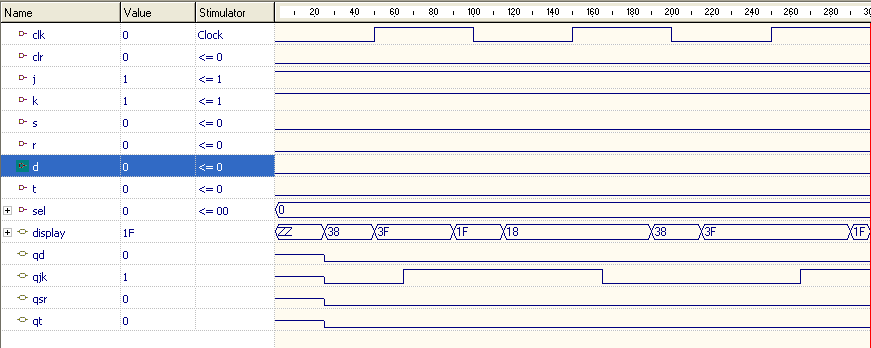 Name Value Stimulator 20 40 60 80 100 120 140 160 180 200 220 240 260 280 30
clk 0 Clock
clr 0 <= 0
j 1 <= 1
k 1 <= 1
s 0 <= 0
r 0 <= 0
d 0 <= 0
t 0 <= 0
sel 0 <= 00 0
display 1F ZZ 38 3F 1F 18 38 3F 1F
qd 0
qjk 1
qsr 0
qt 0